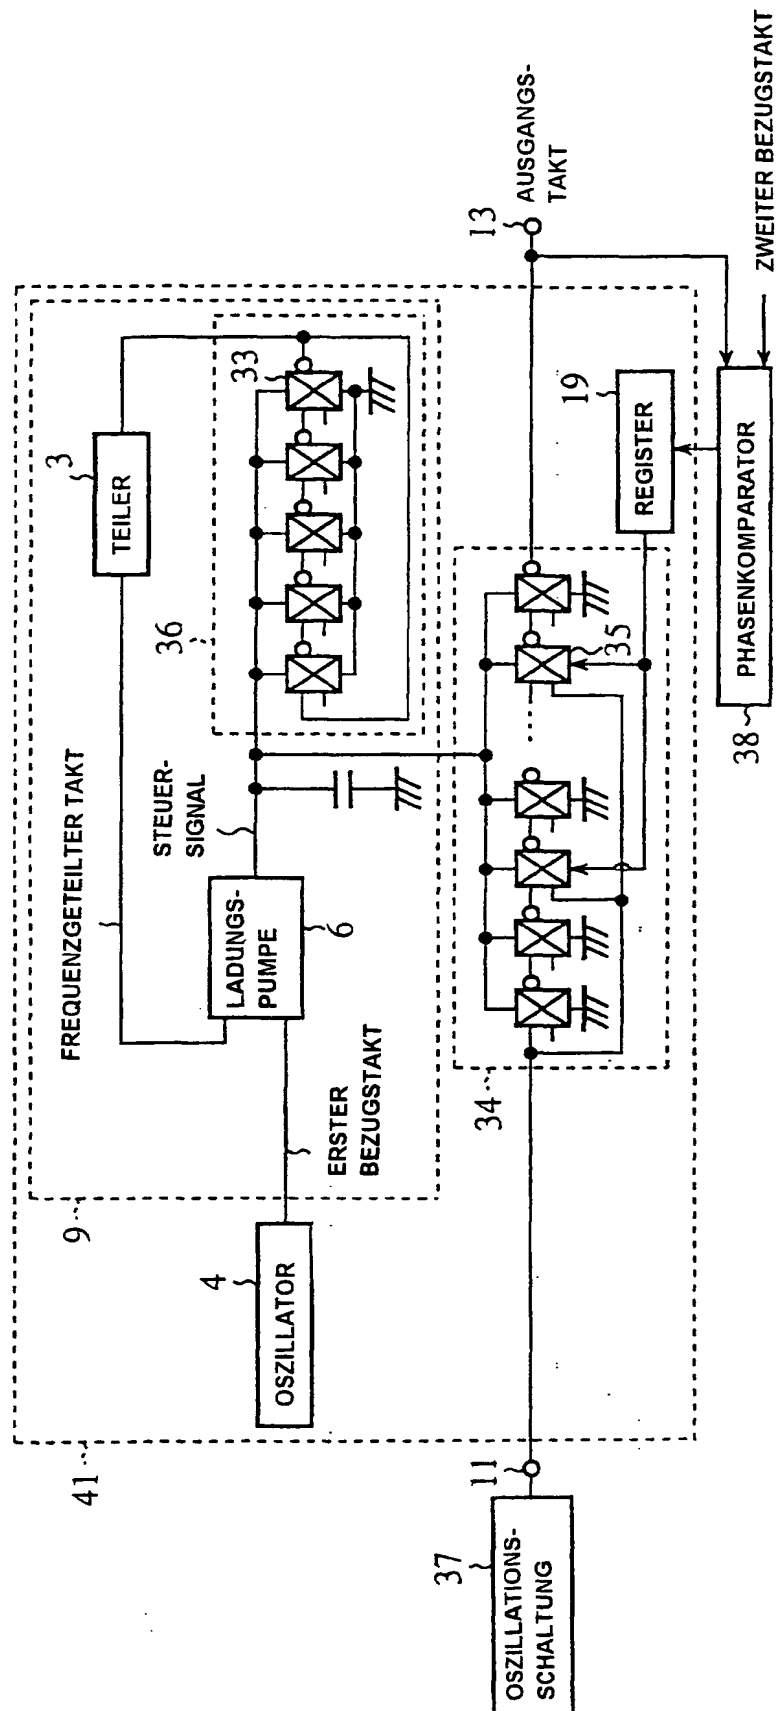 41
9
FREQUENZGETEILTER TAKT
3
TEILER
4
OSZILLATOR
ERSTER
BEZUGSTAKT
LADUNGS-
PUMPE
6
STEUER-
SIGNAL
36
33
37
OSZILLATIONS-
SCHALTUNG
11
34
35
19
REGISTER
13
AUSGANGS-
TAKT
38
PHASENKOMPARATOR
ZWEITER BEZUGSTAKT